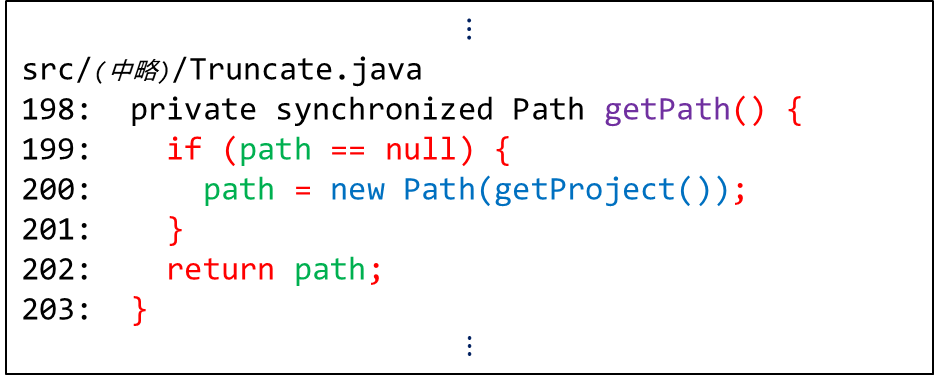 ⋮
src/(中略)/Truncate.java
198:  private synchronized Path getPath() {
199:    if (path == null) {
200:      path = new Path(getProject());
201:    }
202:    return path;
203:  }
⋮